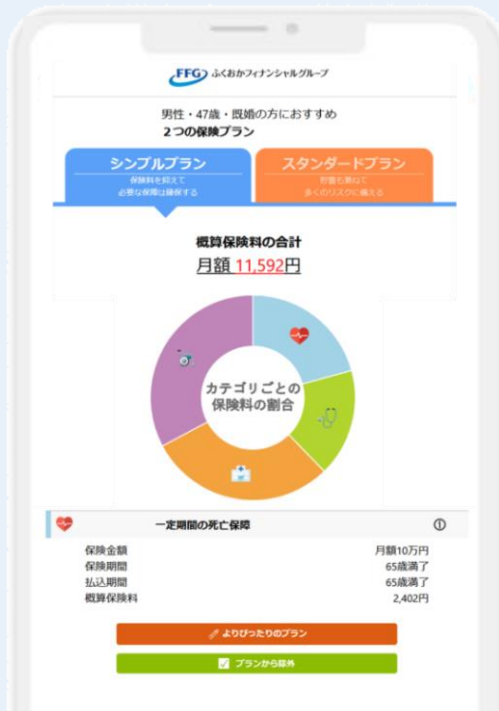 FFG ふくおかフィナンシャルグループ
男性・47歳・既婚の方におすすめ
2つの保険プラン
シンプルプラン
保険料を抑えて
必要な保障は確保する
スタンダードプラン
貯蓄も兼ねて
多くのリスクに備える
概算保険料の合計
月額 11,592円
カテゴリごとの
保険料の割合
一定期間の死亡保障
保険金額 月額10万円
保険期間 65歳満了
払込期間 65歳満了
概算保険料 2,402円
よりぴったりのプラン
プランから除外